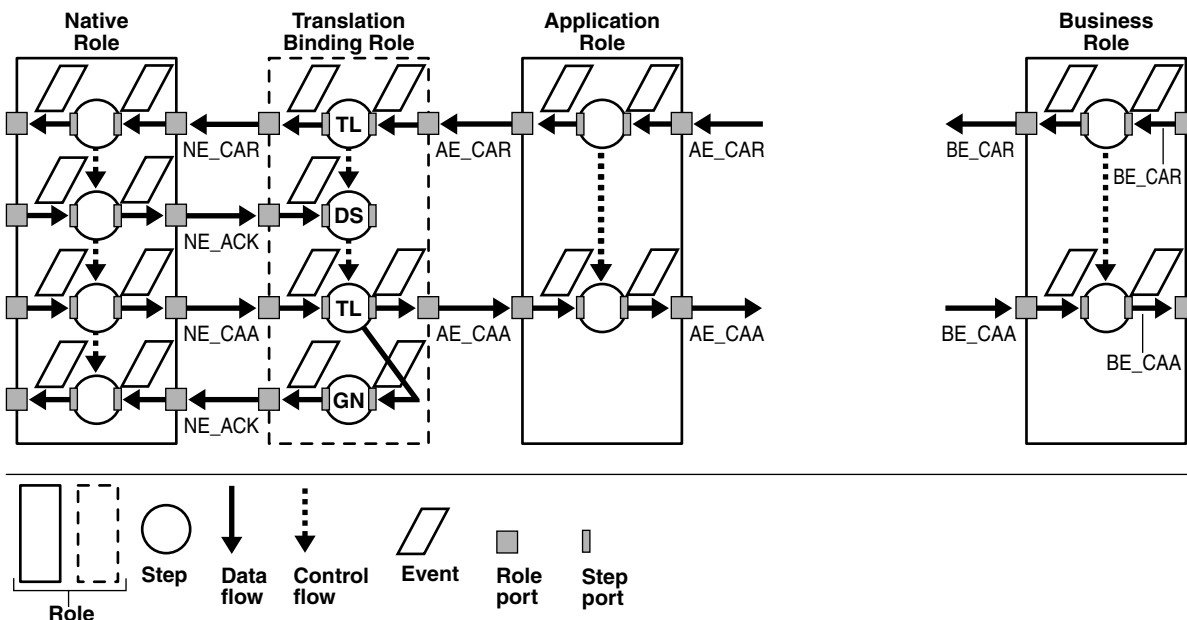 Native
Role
Translation
Binding Role
Application
Role
Business
Role
TL
NE_CAR
AE_CAR
AE_CAR
BE_CAR
BE_CAR
DS
NE_ACK
TL
NE_CAA
AE_CAA
AE_CAA
BE_CAA
BE_CAA
GN
NE_ACK
Role
Step
Data
flow
Control
flow
Event
Role
port
Step
port